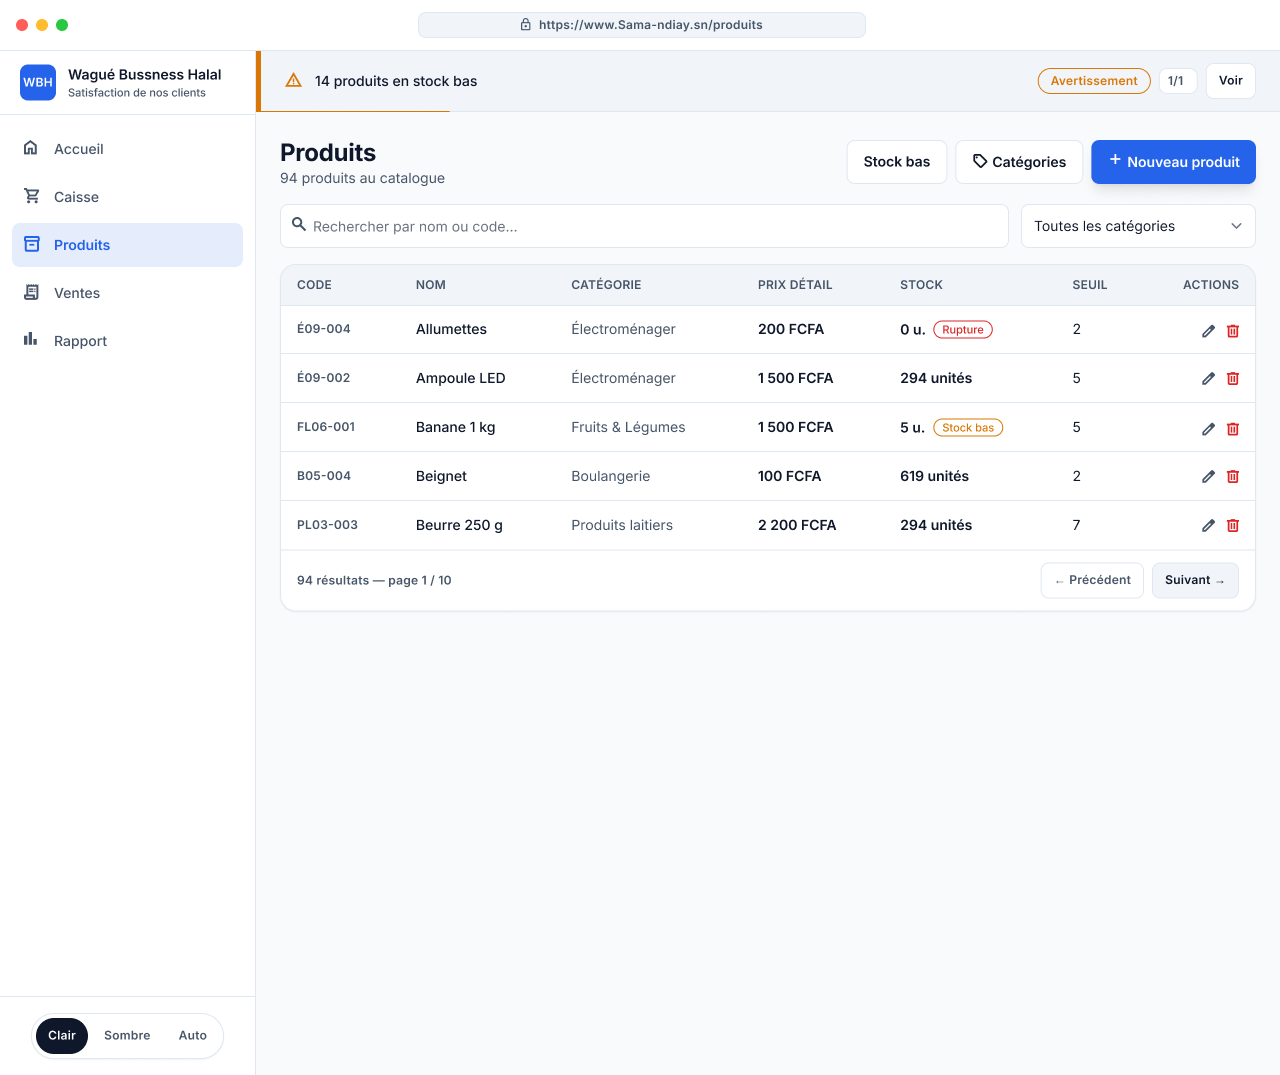 https://www.Sama-ndiay.sn/produits
WBH
Wagué Bussness Halal
Satisfaction de nos clients
14 produits en stock bas
Avertissement
1/1
Voir
Accueil
Caisse
Produits
Ventes
Rapport
Produits
94 produits au catalogue
Stock bas
Catégories
+ Nouveau produit
Rechercher par nom ou code...
Toutes les catégories
CODE NOM CATÉGORIE PRIX DÉTAIL STOCK SEUIL ACTIONS
É09-004 Allumettes Électroménager 200 FCFA 0 u. Rupture 2
É09-002 Ampoule LED Électroménager 1 500 FCFA 294 unités 5
FL06-001 Banane 1 kg Fruits & Légumes 1 500 FCFA 5 u. Stock bas 5
B05-004 Beignet Boulangerie 100 FCFA 619 unités 2
PL03-003 Beurre 250 g Produits laitiers 2 200 FCFA 294 unités 7
94 résultats — page 1 / 10
← Précédent
Suivant →
Clair
Sombre
Auto